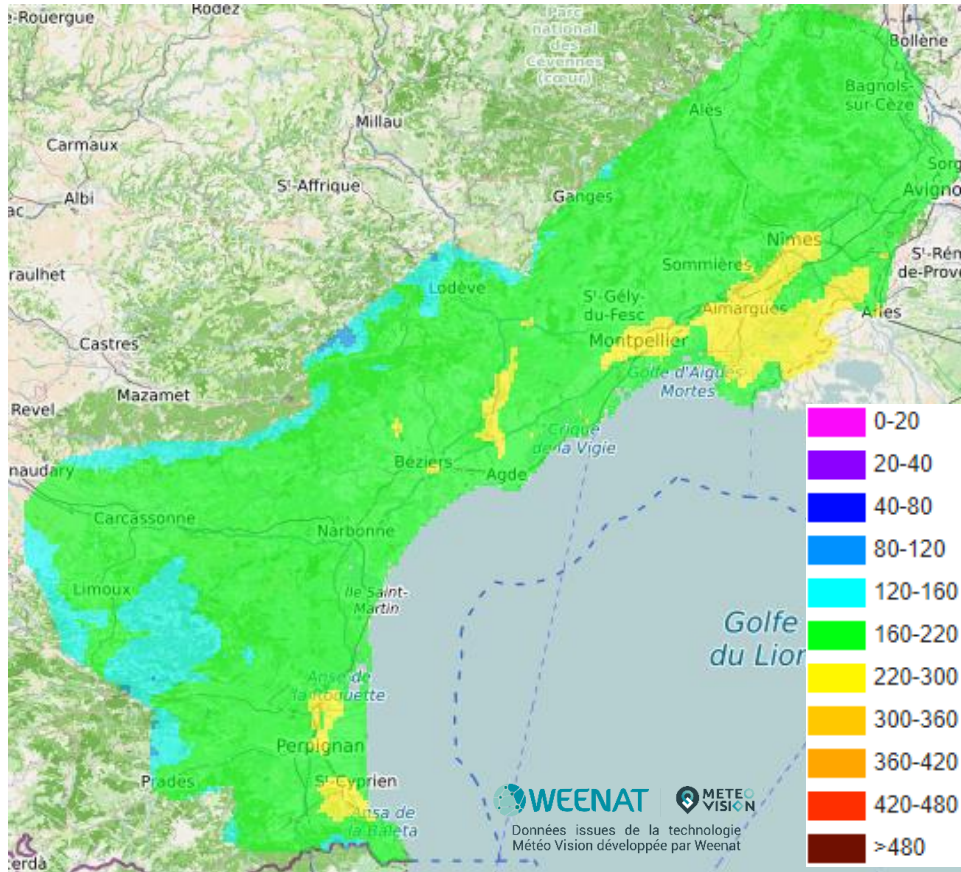 e-Rouergue
Rodez
Parc
national
des
Cévennes
(cœur)
Bollène
Bagnols-
sur-Cèze
Alès
Millau
Carmaux
Sorg
Albi
Sᵗ-Affrique
Ganges
Avigno
ac
Nîmes
raulhet
Sommières
Sᵗ-Rém
de-Prove
Lodève
Sᵗ-Gély-
du-Fesc
Aimargues
Arles
Castres
Montpellier
Golfe d'Aigues
Mortes
Mazamet
Revel
Crique
de la Vigie
Béziers
Agde
naudary
Carcassonne
Narbonne
Limoux
Ile Saint-
Martin
Golfe
du Lion
Anse de
la Roquette
Perpignan
Prades
Sᵗ-Cyprien
Ansa de
la Baleta
erdà
0-20
20-40
40-80
80-120
120-160
160-220
220-300
300-360
360-420
420-480
>480
WEENAT
METEO
VISION
Données issues de la technologie
Météo Vision développée par Weenat